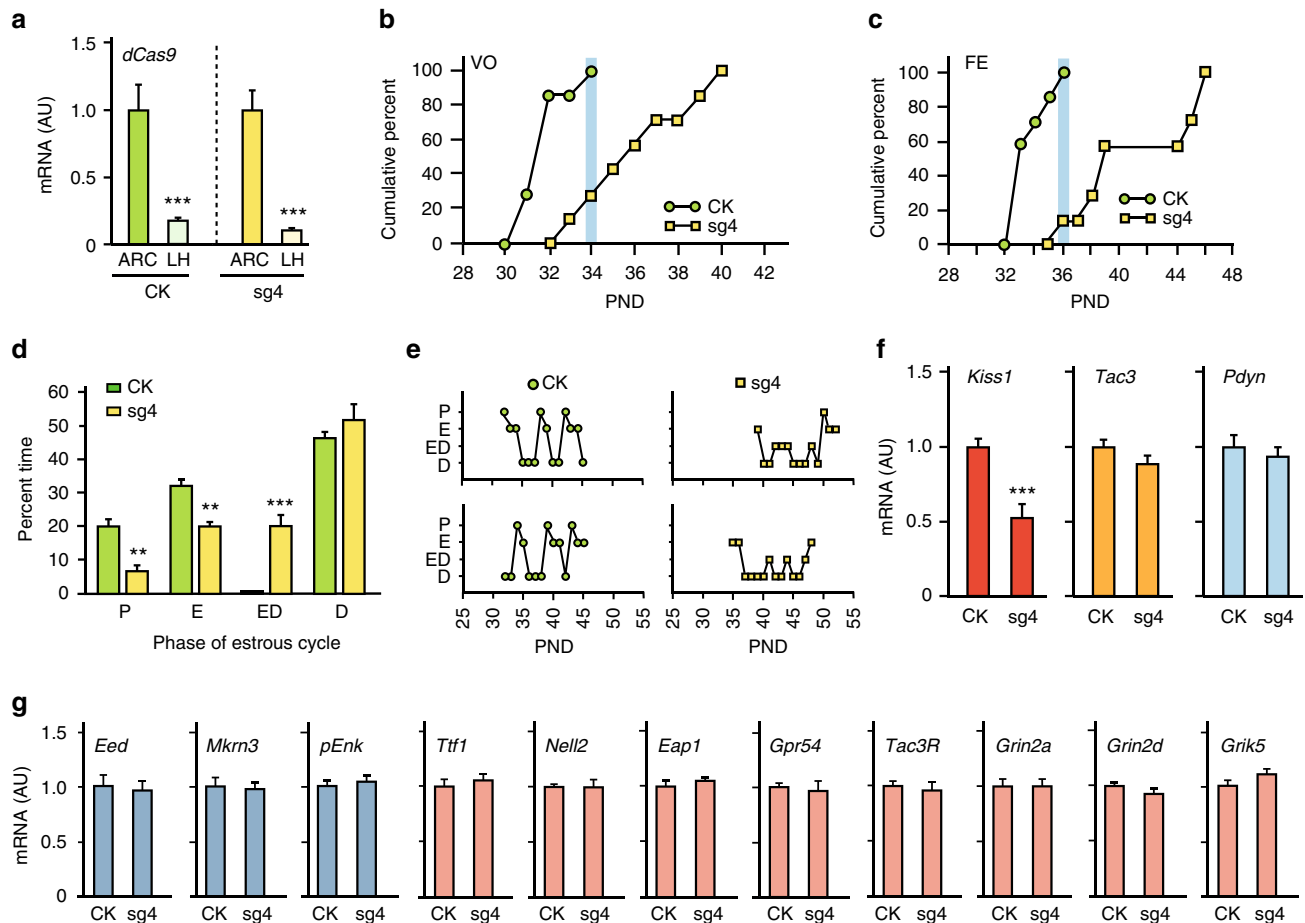 a
dCas9
mRNA (AU)
1.5
1.0
0.5
0
***
***
ARC LH ARC LH
CK sg4
b
VO
Cumulative percent
100
80
60
40
20
0
CK
sg4
28 30 32 34 36 38 40 42
PND
c
FE
Cumulative percent
100
80
60
40
20
0
CK
sg4
28 32 36 40 44 48
PND
d
CK
sg4
Percent time
60
50
40
30
20
10
0
**
**
***
P E ED D
Phase of estrous cycle
e
CK sg4
P
E
ED
D
P
E
ED
D
25 30 35 40 45 50 55 25 30 35 40 45 50 55
PND PND
f
Kiss1 Tac3 Pdyn
mRNA (AU)
1.5
1.0
0.5
0
***
CK sg4 CK sg4 CK sg4
g
Eed Mkrn3 pEnk Ttf1 Nell2 Eap1 Gpr54 Tac3R Grin2a Grin2d Grik5
mRNA (AU)
1.5
1.0
0.5
0
CK sg4 CK sg4 CK sg4 CK sg4 CK sg4 CK sg4 CK sg4 CK sg4 CK sg4 CK sg4 CK sg4